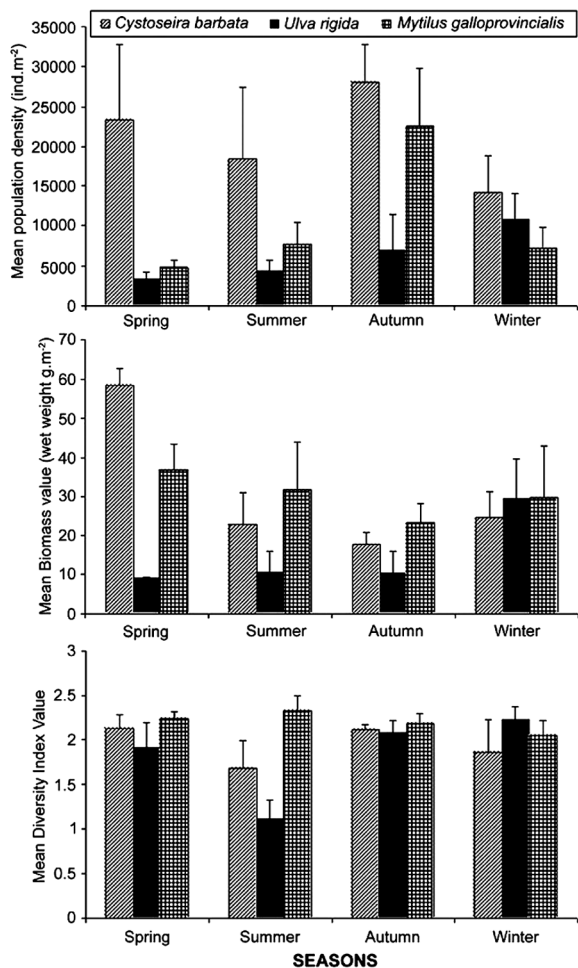 Cystoseira barbata Ulva rigida Mytilus galloprovincialis
Mean population density (ind.m⁻²)
35000
30000
25000
20000
15000
10000
5000
0
Spring Summer Autumn Winter
Mean Biomass value (wet weight g.m⁻²)
70
60
50
40
30
20
10
0
Spring Summer Autumn Winter
Mean Diversity Index Value
3
2.5
2
1.5
1
0.5
0
Spring Summer Autumn Winter
SEASONS